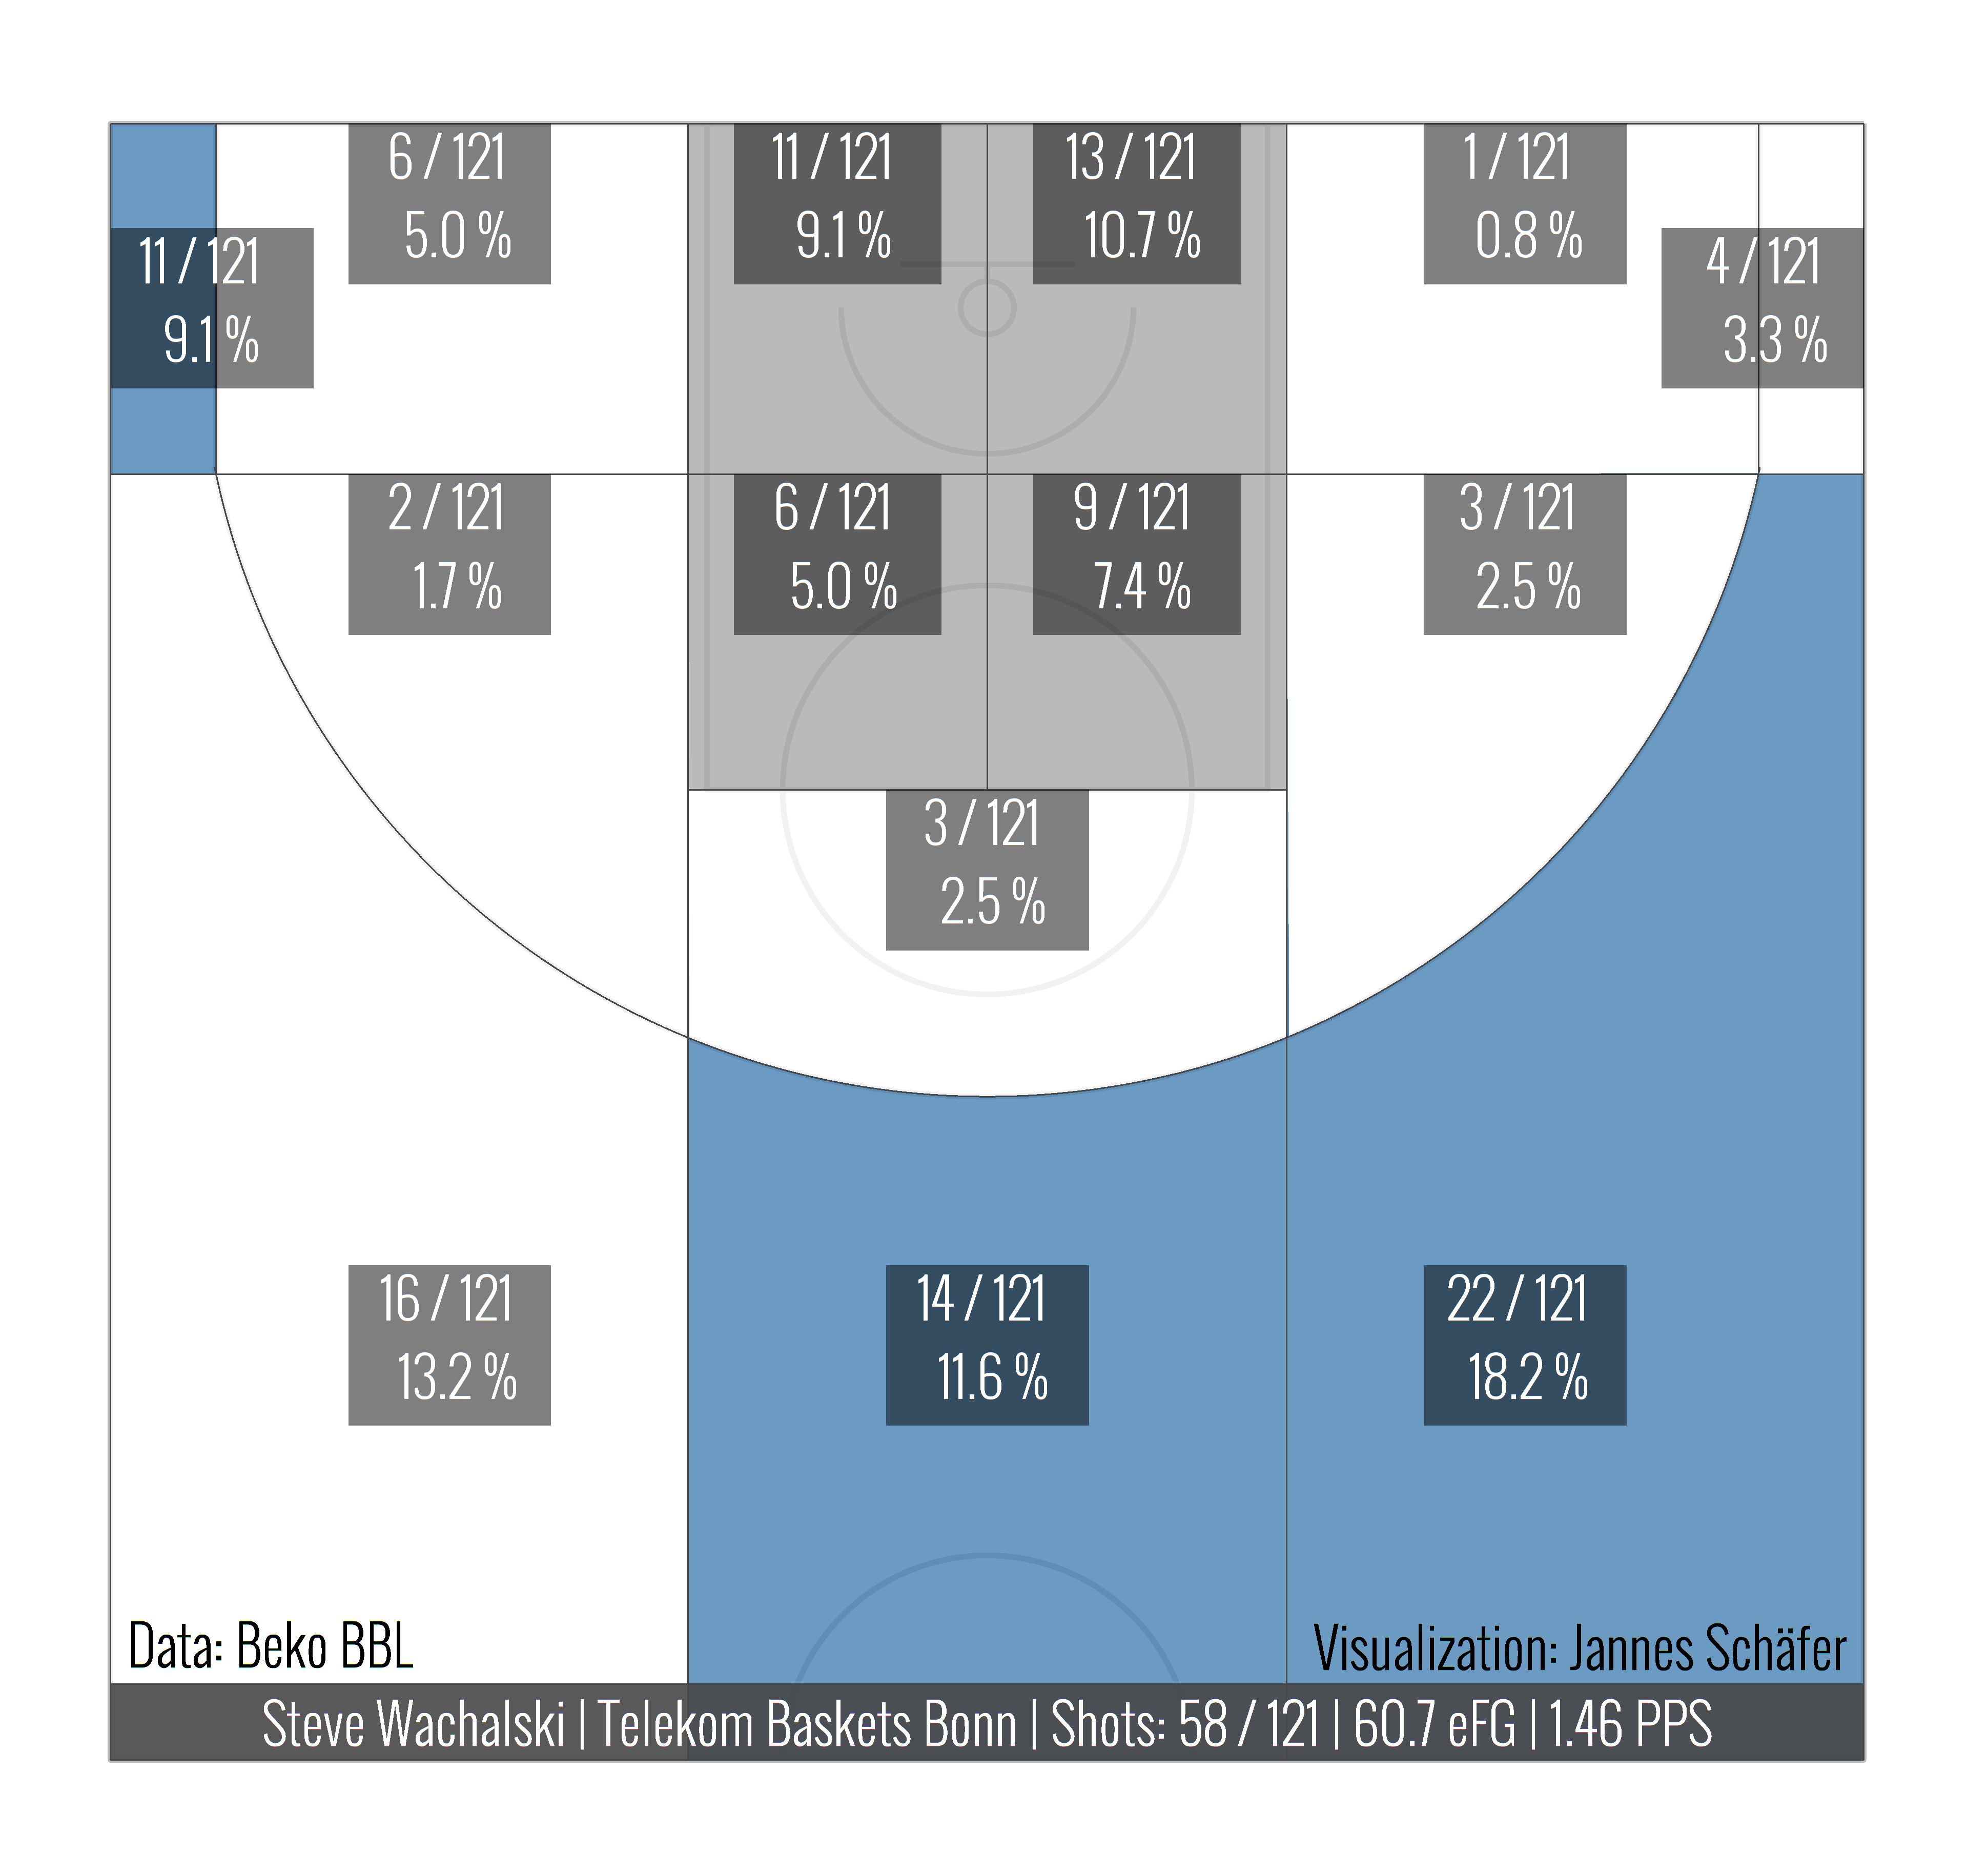 6 / 121
5.0 %
11 / 121
9.1 %
13 / 121
10.7 %
1 / 121
0.8 %
11 / 121
9.1 %
4 / 121
3.3 %
2 / 121
1.7 %
6 / 121
5.0 %
9 / 121
7.4 %
3 / 121
2.5 %
3 / 121
2.5 %
16 / 121
13.2 %
14 / 121
11.6 %
22 / 121
18.2 %
Data: Beko BBL
Visualization: Jannes Schäfer
Steve Wachalski | Telekom Baskets Bonn | Shots: 58 / 121 | 60.7 eFG | 1.46 PPS